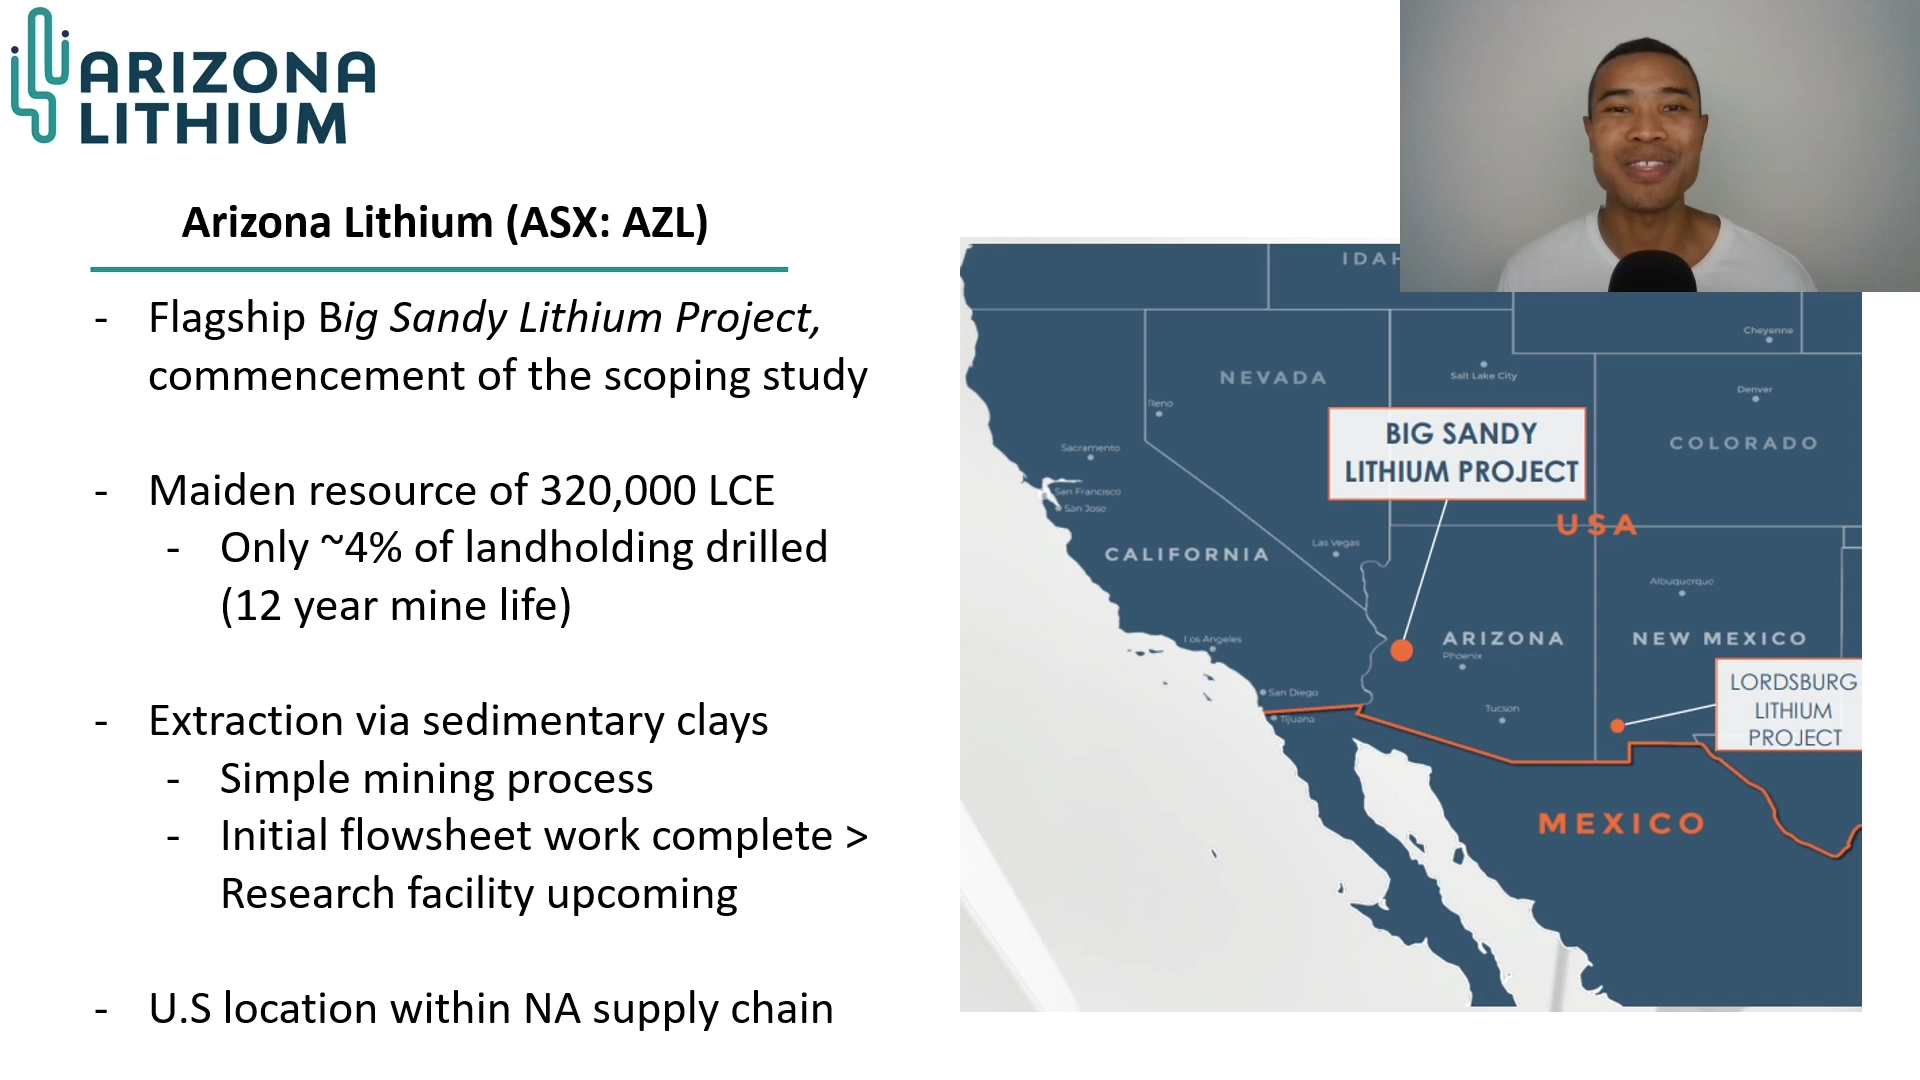 ARIZONA
LITHIUM
Arizona Lithium (ASX: AZL)
- Flagship Big Sandy Lithium Project,
commencement of the scoping study
- Maiden resource of 320,000 LCE
- Only ~4% of landholding drilled
(12 year mine life)
- Extraction via sedimentary clays
- Simple mining process
- Initial flowsheet work complete >
Research facility upcoming
- U.S location within NA supply chain
IDAH
Cheyenne
NEVADA
Salt Lake City
Denver
Reno
BIG SANDY
LITHIUM PROJECT
COLORADO
Sacramento
San Francisco
San Jose
USA
Las Vegas
CALIFORNIA
Albuquerque
Los Angeles
ARIZONA
NEW MEXICO
Phoenix
LORDSBURG
LITHIUM
PROJECT
San Diego
Tucson
Tijuana
MEXICO